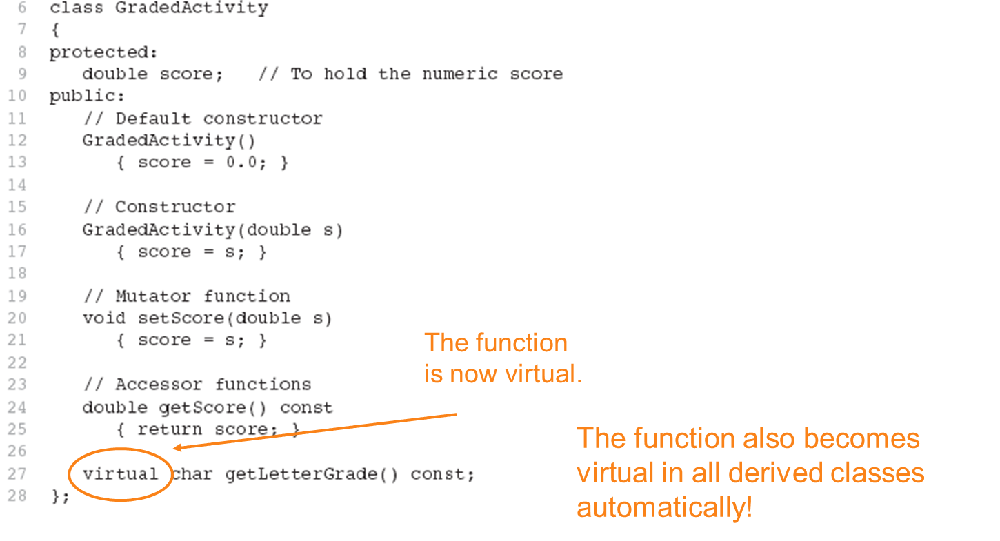 6 class GradedActivity
7 {
8 protected:
9 double score; // To hold the numeric score
10 public:
11 // Default constructor
12 GradedActivity()
13 { score = 0.0; }
14
15 // Constructor
16 GradedActivity(double s)
17 { score = s; }
18
19 // Mutator function
20 void setScore(double s)
21 { score = s; }
22
23 // Accessor functions
24 double getScore() const
25 { return score; }
26
27 virtual char getLetterGrade() const;
28 };
The function
is now virtual.
The function also becomes
virtual in all derived classes
automatically!